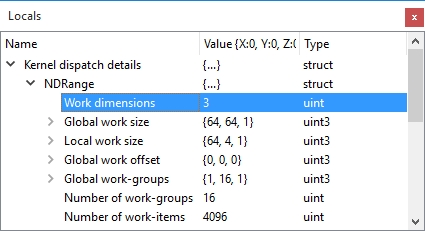 Locals x
Name Value {X:0, Y:0, Z:0 Type
Kernel dispatch details {...} struct
NDRange {...} struct
Work dimensions 3 uint
Global work size {64, 64, 1} uint3
Local work size {64, 4, 1} uint3
Global work offset {0, 0, 0} uint3
Global work-groups {1, 16, 1} uint3
Number of work-groups 16 uint
Number of work-items 4096 uint